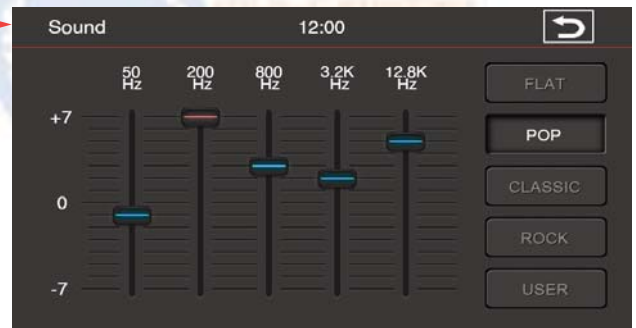 Sound 12:00
50 Hz 200 Hz 800 Hz 3.2K Hz 12.8K Hz
+7
0
-7
FLAT
POP
CLASSIC
ROCK
USER